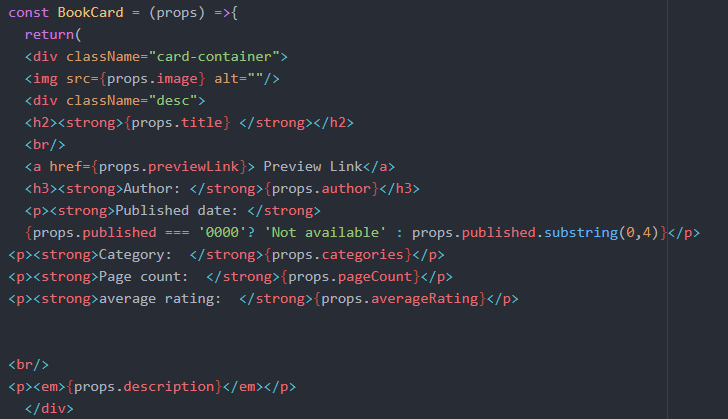 const BookCard = (props) =>{
return(
<div className="card-container">
<img src={props.image} alt=""/>
<div className="desc">
<h2><strong>{props.title} </strong></h2>
<br/>
<a href={props.previewLink}> Preview Link</a>
<h3><strong>Author: </strong>{props.author}</h3>
<p><strong>Published date: </strong>
{props.published === '0000'? 'Not available' : props.published.substring(0,4)}</p>
<p><strong>Category:  </strong>{props.categories}</p>
<p><strong>Page count:  </strong>{props.pageCount}</p>
<p><strong>average rating:  </strong>{props.averageRating}</p>
<br/>
<p><em>{props.description}</em></p>
</div>